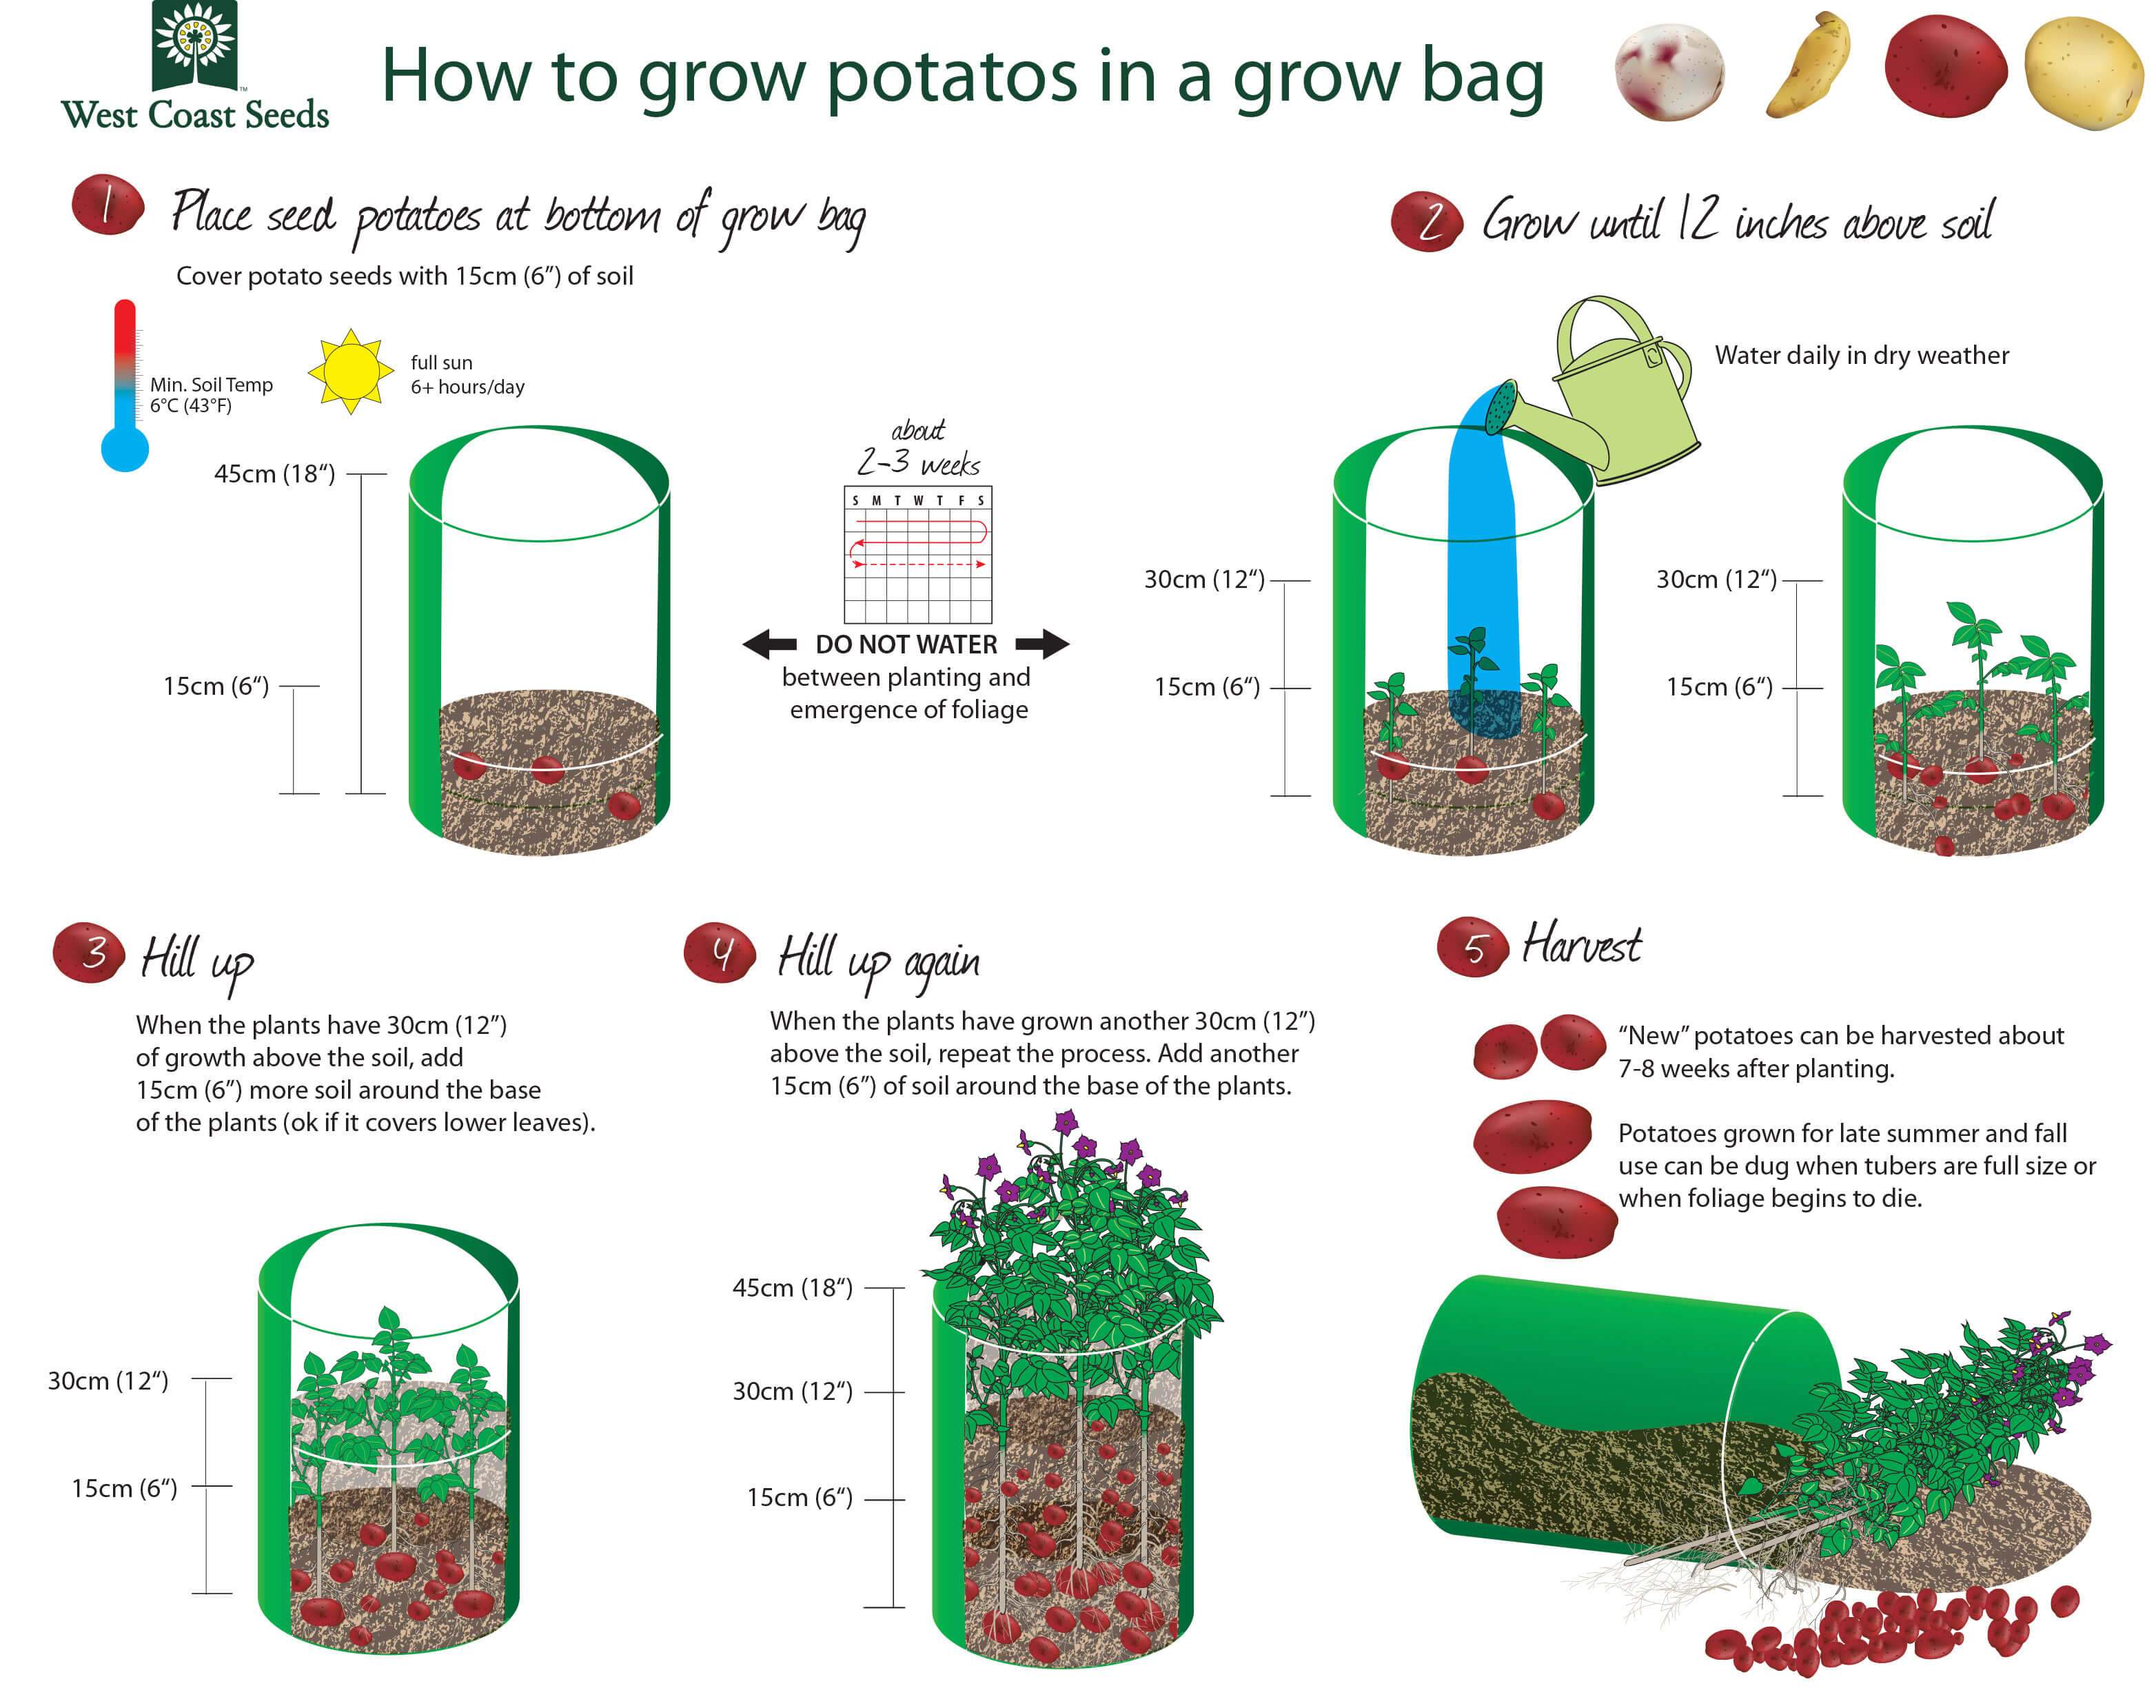 West Coast Seeds
™
How to grow potatos in a grow bag
1
Place seed potatoes at bottom of grow bag
Cover potato seeds with 15cm (6”) of soil
Min. Soil Temp
6°C (43°F)
full sun
6+ hours/day
45cm (18“)
15cm (6“)
about
2-3 weeks
S M T W T F S
DO NOT WATER
between planting and
emergence of foliage
2
Grow until 12 inches above soil
Water daily in dry weather
30cm (12“)
15cm (6“)
30cm (12“)
15cm (6“)
3
Hill up
When the plants have 30cm (12”)
of growth above the soil, add
15cm (6”) more soil around the base
of the plants (ok if it covers lower leaves).
30cm (12“)
15cm (6“)
4
Hill up again
When the plants have grown another 30cm (12”)
above the soil, repeat the process. Add another
15cm (6”) of soil around the base of the plants.
45cm (18“)
30cm (12“)
15cm (6“)
5
Harvest
“New” potatoes can be harvested about
7-8 weeks after planting.
Potatoes grown for late summer and fall
use can be dug when tubers are full size or
when foliage begins to die.